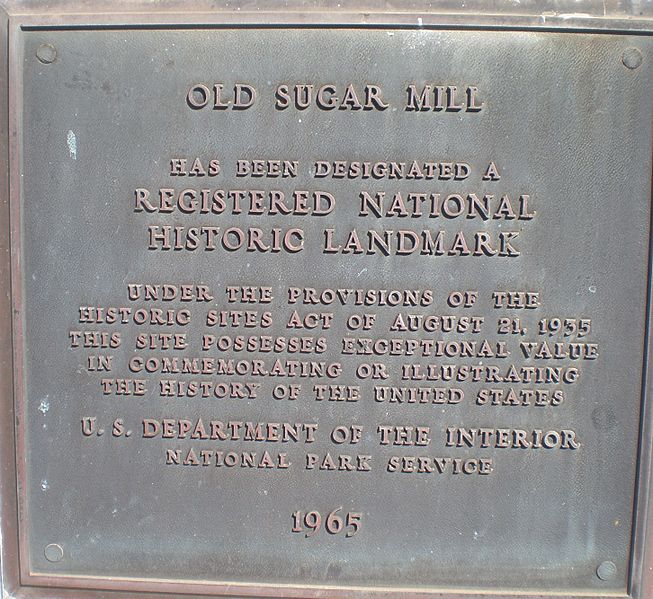 OLD SUGAR MILL
HAS BEEN DESIGNATED A
REGISTERED NATIONAL
HISTORIC LANDMARK
UNDER THE PROVISIONS OF THE
HISTORIC SITES ACT OF AUGUST 21, 1935
THIS SITE POSSESSES EXCEPTIONAL VALUE
IN COMMEMORATING OR ILLUSTRATING
THE HISTORY OF THE UNITED STATES
U. S. DEPARTMENT OF THE INTERIOR
NATIONAL PARK SERVICE
1965